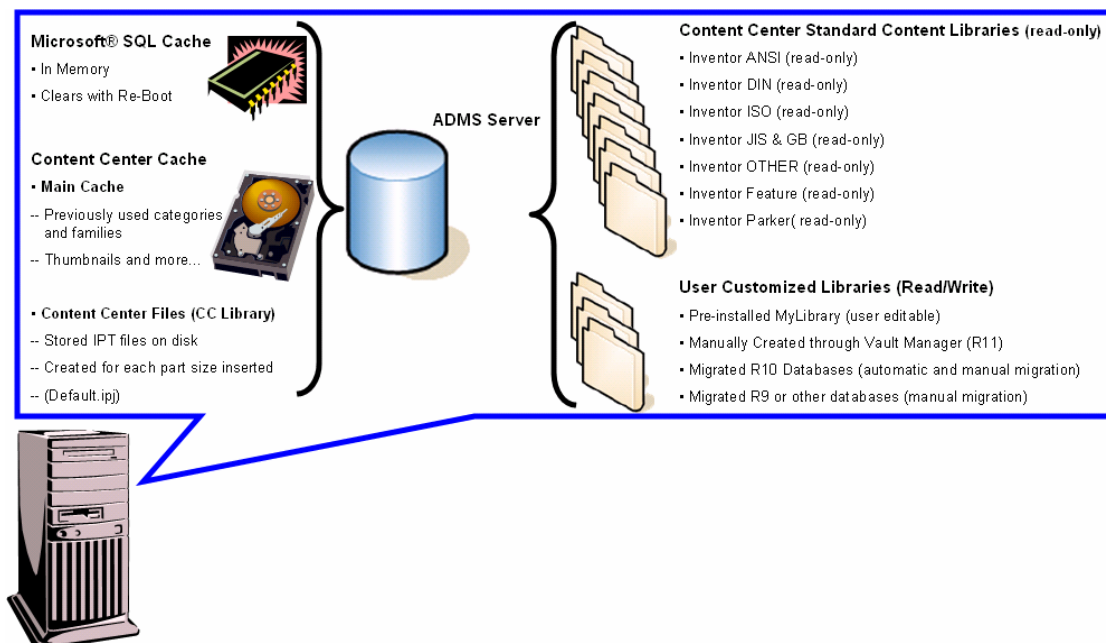 Microsoft® SQL Cache
▪ In Memory
▪ Clears with Re-Boot
Content Center Cache
▪ Main Cache
-- Previously used categories
and families
-- Thumbnails and more...
▪ Content Center Files (CC Library)
-- Stored IPT files on disk
-- Created for each part size inserted
-- (Default.ipj)
ADMS Server
Content Center Standard Content Libraries (read-only)
▪ Inventor ANSI (read-only)
▪ Inventor DIN (read-only)
▪ Inventor ISO (read-only)
▪ Inventor JIS & GB (read-only)
▪ Inventor OTHER (read-only)
▪ Inventor Feature (read-only)
▪ Inventor Parker( read-only)
User Customized Libraries (Read/Write)
▪ Pre-installed MyLibrary (user editable)
▪ Manually Created through Vault Manager (R11)
▪ Migrated R10 Databases (automatic and manual migration)
▪ Migrated R9 or other databases (manual migration)